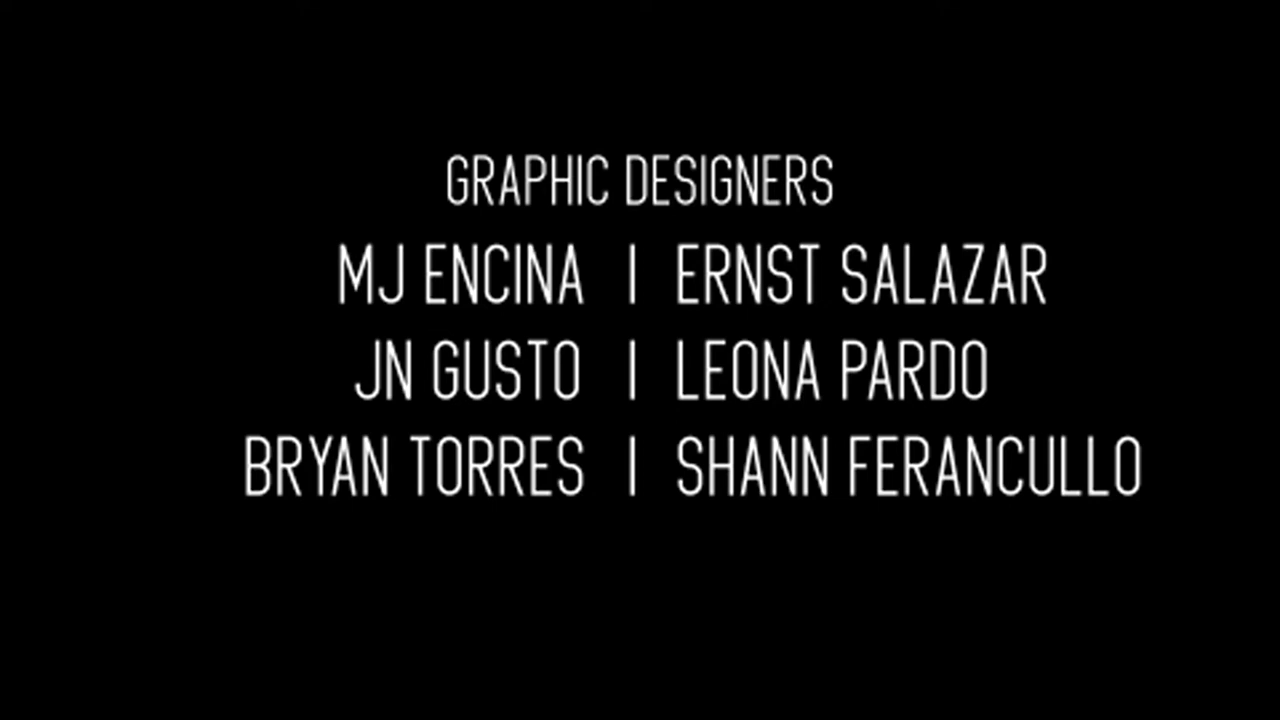 GRAPHIC DESIGNERS
MJ ENCINA | ERNST SALAZAR
JN GUSTO | LEONA PARDO
BRYAN TORRES | SHANN FERANCULLO